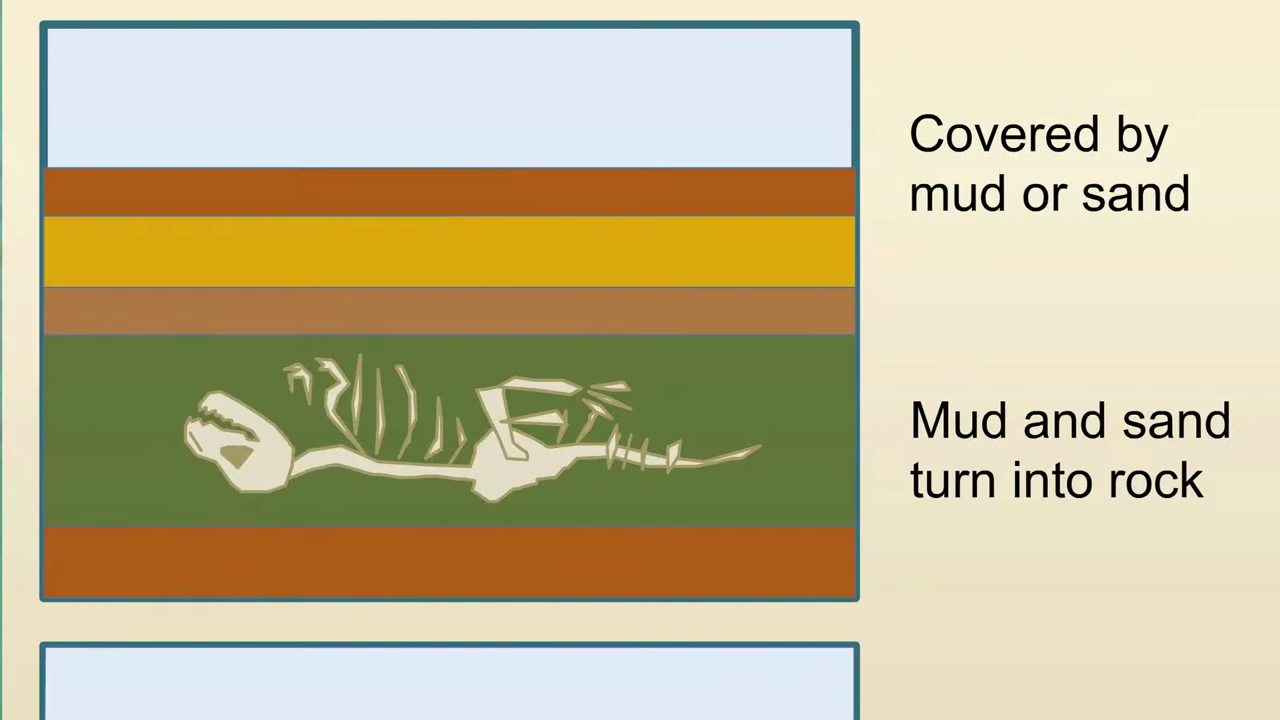 Covered by
mud or sand
Mud and sand
turn into rock